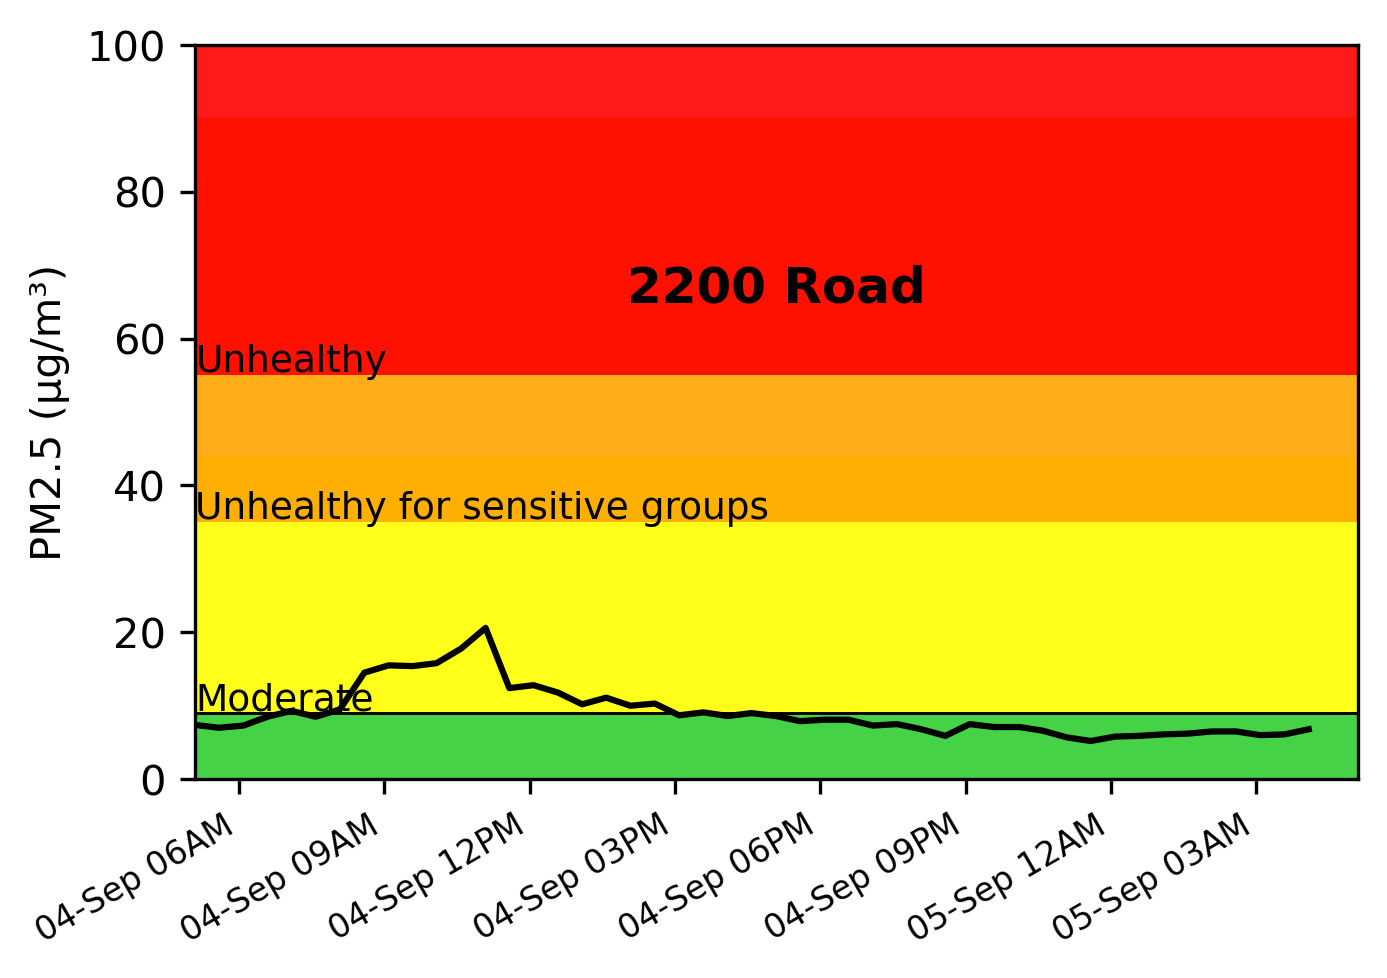 100
80
60
40
20
0
PM2.5 (µg/m³)
2200 Road
Unhealthy
Unhealthy for sensitive groups
Moderate
04-Sep 06AM
04-Sep 09AM
04-Sep 12PM
04-Sep 03PM
04-Sep 06PM
04-Sep 09PM
05-Sep 12AM
05-Sep 03AM